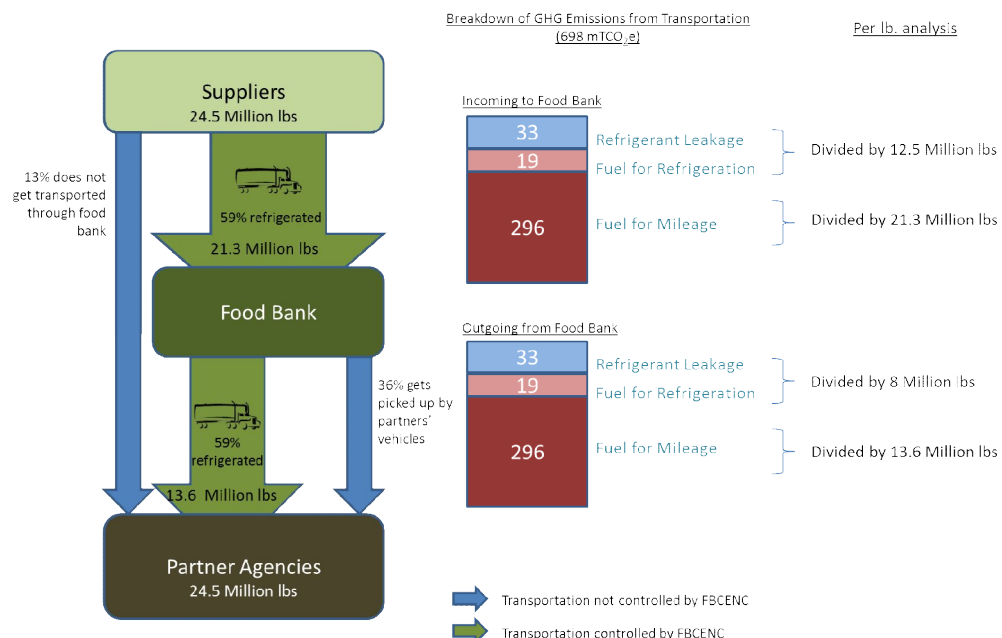 Breakdown of GHG Emissions from Transportation
(698 mTCO₂e)
Per lb. analysis
Suppliers
24.5 Million lbs
13% does not
get transported
through food
bank
59% refrigerated
21.3 Million lbs
Food Bank
59%
refrigerated
36% gets
picked up by
partners'
vehicles
13.6 Million lbs
Partner Agencies
24.5 Million lbs
Incoming to Food Bank
33
Refrigerant Leakage
19
Fuel for Refrigeration
Divided by 12.5 Million lbs
296
Fuel for Mileage
Divided by 21.3 Million lbs
Outgoing from Food Bank
33
Refrigerant Leakage
19
Fuel for Refrigeration
Divided by 8 Million lbs
296
Fuel for Mileage
Divided by 13.6 Million lbs
Transportation not controlled by FBCENC
Transportation controlled by FBCENC